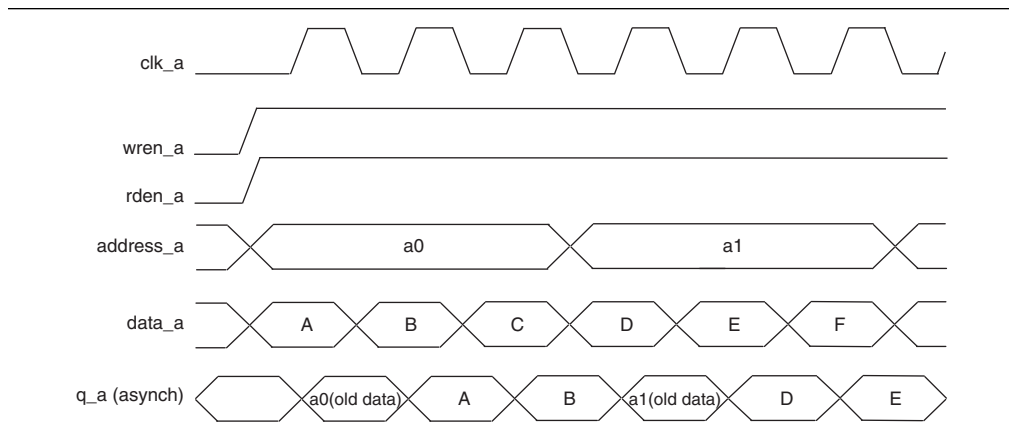 clk_a
wren_a
rden_a
address_a a0 a1
data_a A B C D E F
q_a (asynch) a0(old data) A B a1(old data) D E